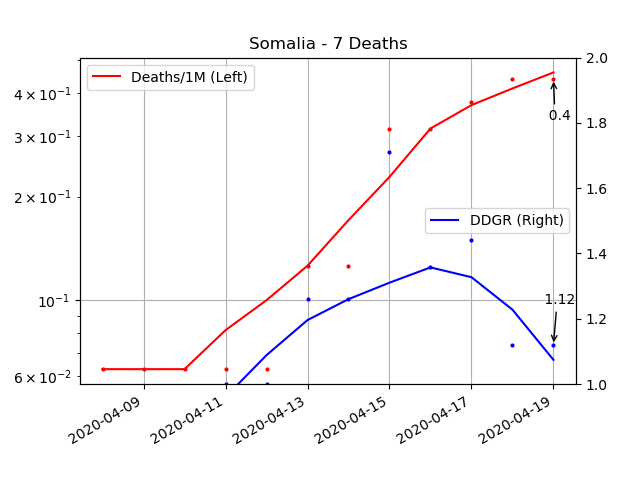 Somalia - 7 Deaths
Deaths/1M (Left)
DDGR (Right)
4 × 10⁻¹
3 × 10⁻¹
2 × 10⁻¹
10⁻¹
6 × 10⁻²
2.0
1.8
1.6
1.4
1.2
1.0
0.4
1.12
2020-04-09
2020-04-11
2020-04-13
2020-04-15
2020-04-17
2020-04-19